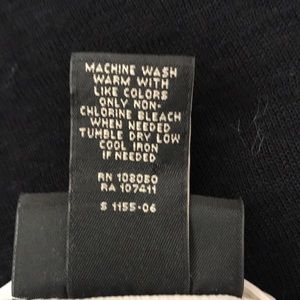 MACHINE WASH
WARM WITH
LIKE COLORS
ONLY NON-
CHLORINE BLEACH
WHEN NEEDED
TUMBLE DRY LOW
COOL IRON
IF NEEDED
RN 108050
RA 107411
S 1155-06